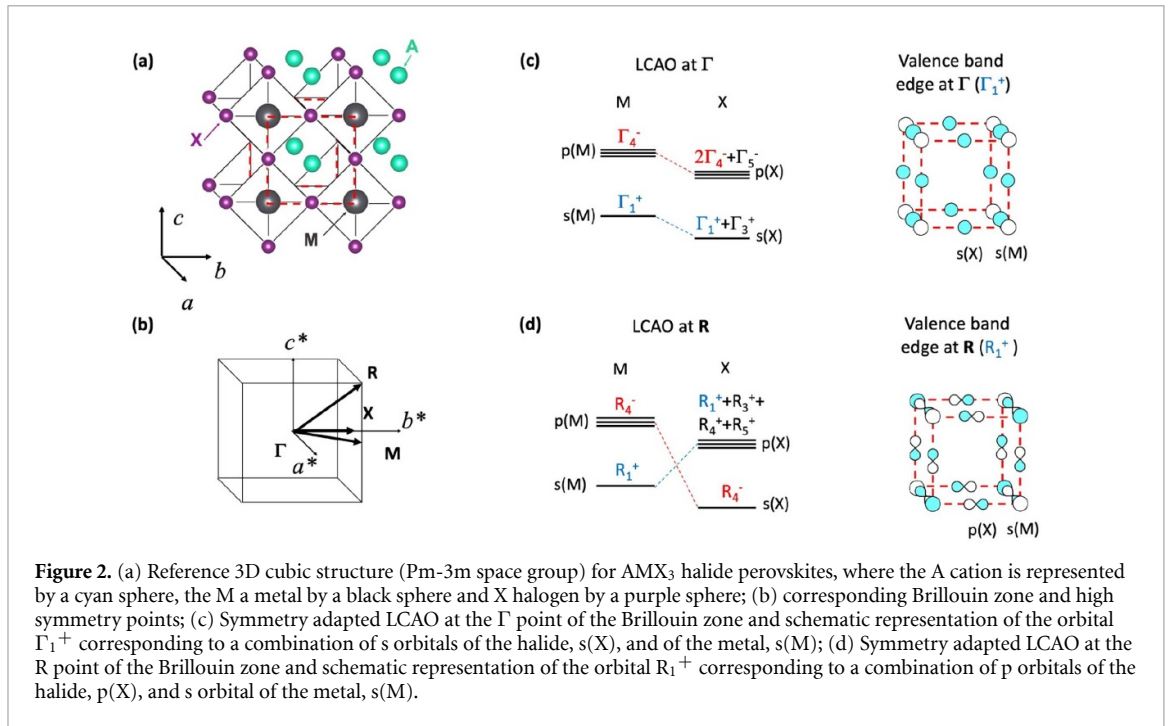 (a)
A
X
M
c
b
a
(b)
c*
R
X
b*
Γ
M
a*
(c)
LCAO at Γ
M X
Γ₄⁻
p(M)
2Γ₄⁻+Γ₅⁻
p(X)
Γ₁⁺
s(M)
Γ₁⁺+Γ₃⁺
s(X)
Valence band
edge at Γ (Γ₁⁺)
s(X) s(M)
(d)
LCAO at R
M X
R₄⁻
p(M)
R₁⁺+R₃⁺+
R₄⁺+R₅⁺
p(X)
R₁⁺
s(M)
R₄⁻
s(X)
Valence band
edge at R (R₁⁺)
p(X) s(M)
Figure 2. (a) Reference 3D cubic structure (Pm-3m space group) for AMX₃ halide perovskites, where the A cation is represented
by a cyan sphere, the M a metal by a black sphere and X halogen by a purple sphere; (b) corresponding Brillouin zone and high
symmetry points; (c) Symmetry adapted LCAO at the Γ point of the Brillouin zone and schematic representation of the orbital
Γ₁⁺ corresponding to a combination of s orbitals of the halide, s(X), and of the metal, s(M); (d) Symmetry adapted LCAO at the
R point of the Brillouin zone and schematic representation of the orbital R₁⁺ corresponding to a combination of p orbitals of the
halide, p(X), and s orbital of the metal, s(M).